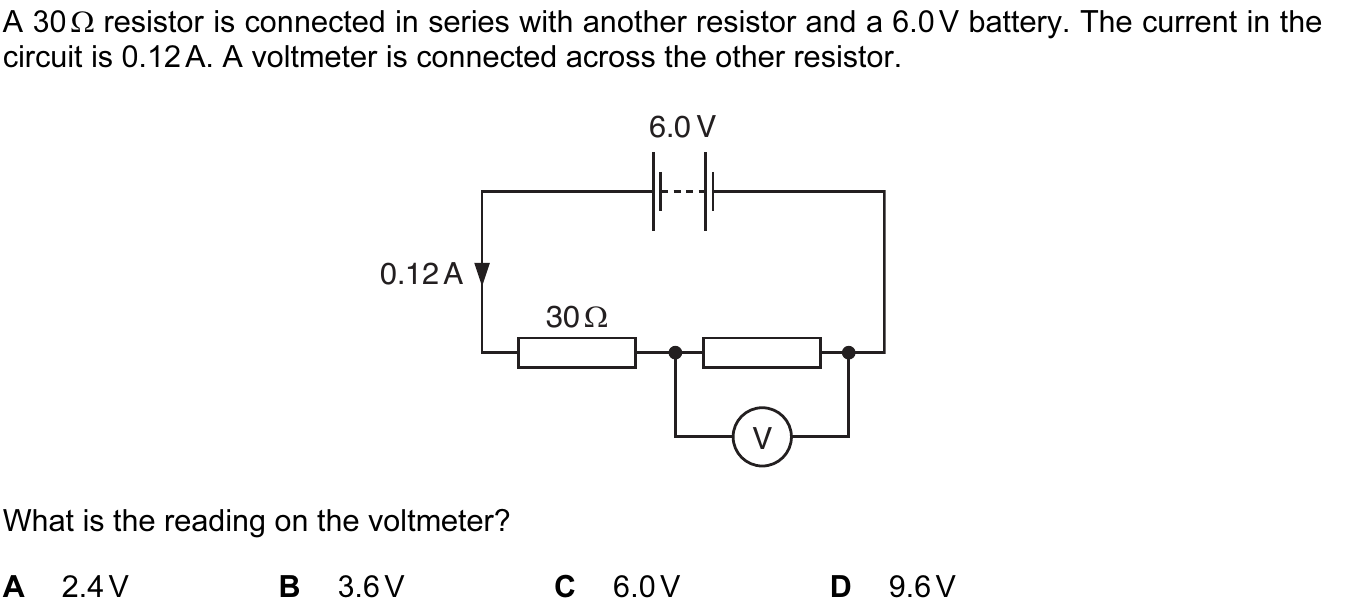 A 30 Ω resistor is connected in series with another resistor and a 6.0 V battery. The current in the
circuit is 0.12 A. A voltmeter is connected across the other resistor.
6.0 V
0.12 A
30 Ω
V
What is the reading on the voltmeter?
A 2.4 V B 3.6 V C 6.0 V D 9.6 V